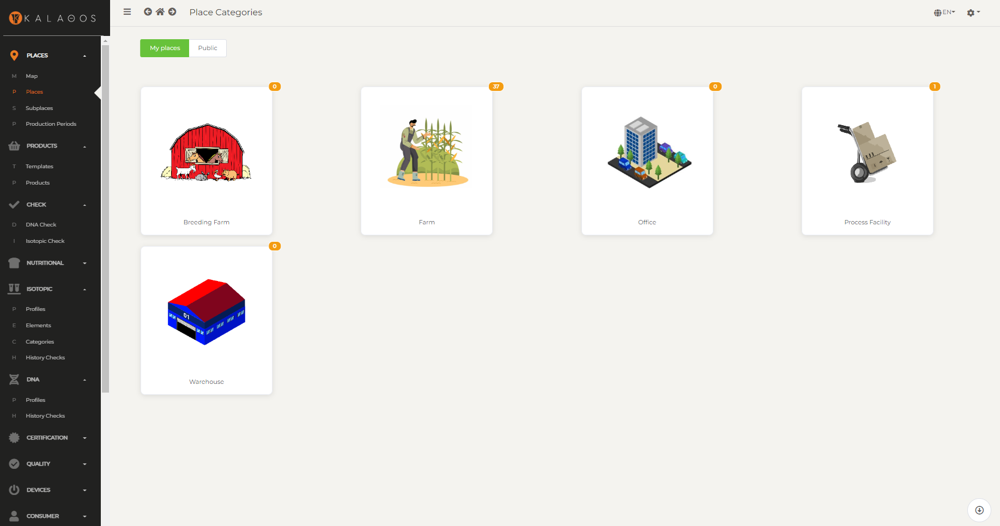 KALAΘOS
Place Categories
EN
PLACES
M Map
P Places
S Subplaces
P Production Periods
PRODUCTS
T Templates
P Products
CHECK
D DNA Check
I Isotopic Check
NUTRITIONAL
ISOTOPIC
P Profiles
E Elements
C Categories
H History Checks
DNA
P Profiles
H History Checks
CERTIFICATION
QUALITY
DEVICES
CONSUMER
My places Public
0
Breeding Farm
37
Farm
0
Office
1
Process Facility
0
01
Warehouse